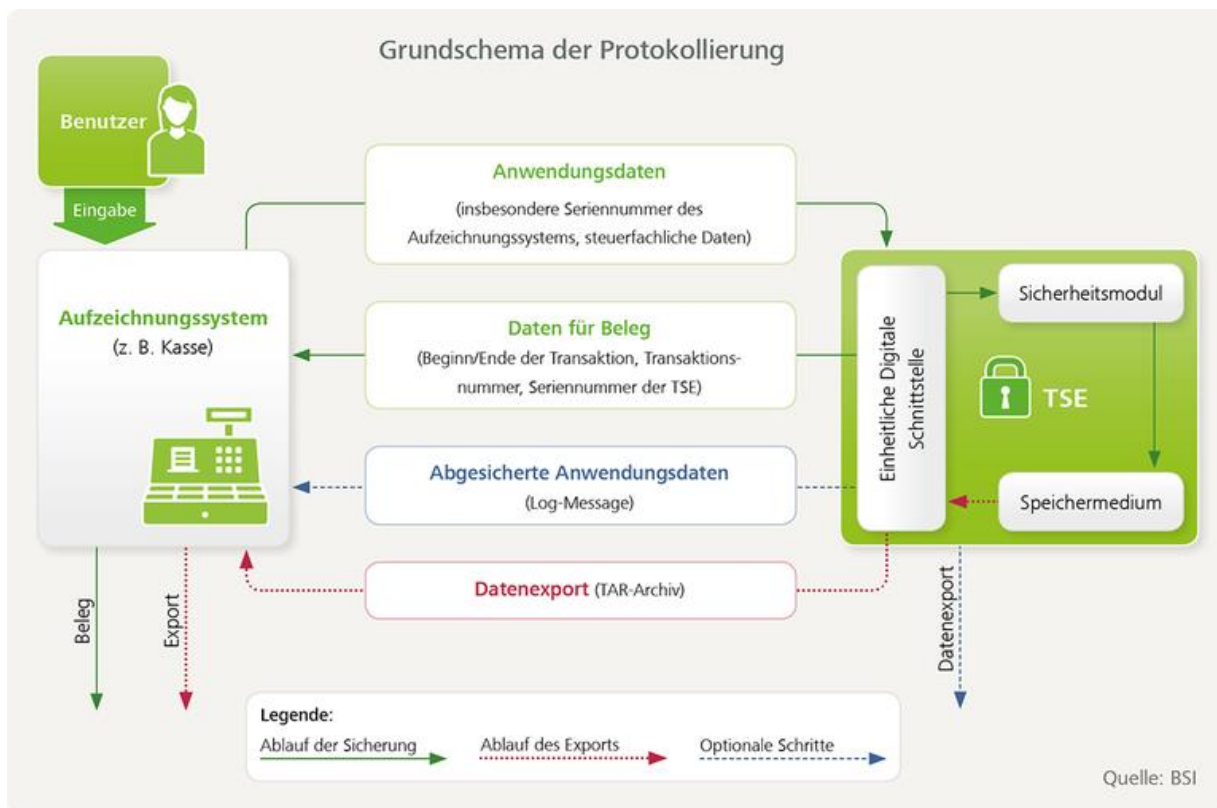 Grundschema der Protokollierung
Benutzer
Eingabe
Aufzeichnungssystem
(z. B. Kasse)
Anwendungsdaten
(insbesondere Seriennummer des
Aufzeichnungssystems, steuerfachliche Daten)
Daten für Beleg
(Beginn/Ende der Transaktion, Transaktions-
nummer, Seriennummer der TSE)
Abgesicherte Anwendungsdaten
(Log-Message)
Datenexport (TAR-Archiv)
Einheitliche Digitale
Schnittstelle
Sicherheitsmodul
TSE
Speichermedium
Beleg
Export
Datenexport
Legende:
Ablauf der Sicherung
Ablauf des Exports
Optionale Schritte
Quelle: BSI